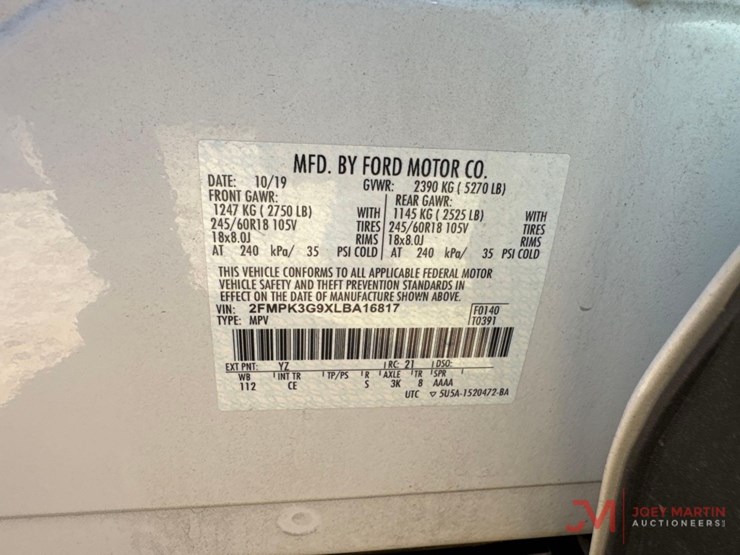 MFD. BY FORD MOTOR CO.
DATE: 10/19 GVWR: 2390 KG ( 5270 LB)
FRONT GAWR: REAR GAWR:
1247 KG ( 2750 LB) WITH 1145 KG ( 2525 LB) WITH
245/60R18 105V TIRES 245/60R18 105V TIRES
18x8.0J RIMS 18x8.0J RIMS
AT 240 kPa/ 35 PSI COLD AT 240 kPa/ 35 PSI COLD
THIS VEHICLE CONFORMS TO ALL APPLICABLE FEDERAL MOTOR
VEHICLE SAFETY AND THEFT PREVENTION STANDARDS IN
EFFECT ON THE DATE OF MANUFACTURE SHOWN ABOVE.
VIN: 2FMPK3G9XLBA16817 F0140
TYPE: MPV T0391
EXT PNT: YZ RC: 21 DSO:
WB INT TR TP/PS R AXLE TR SPR
112 CE S 3K 8 AAAA
UTC ▽ 5U5A-1520472-BA
JM JOEY MARTIN
AUCTIONEERS